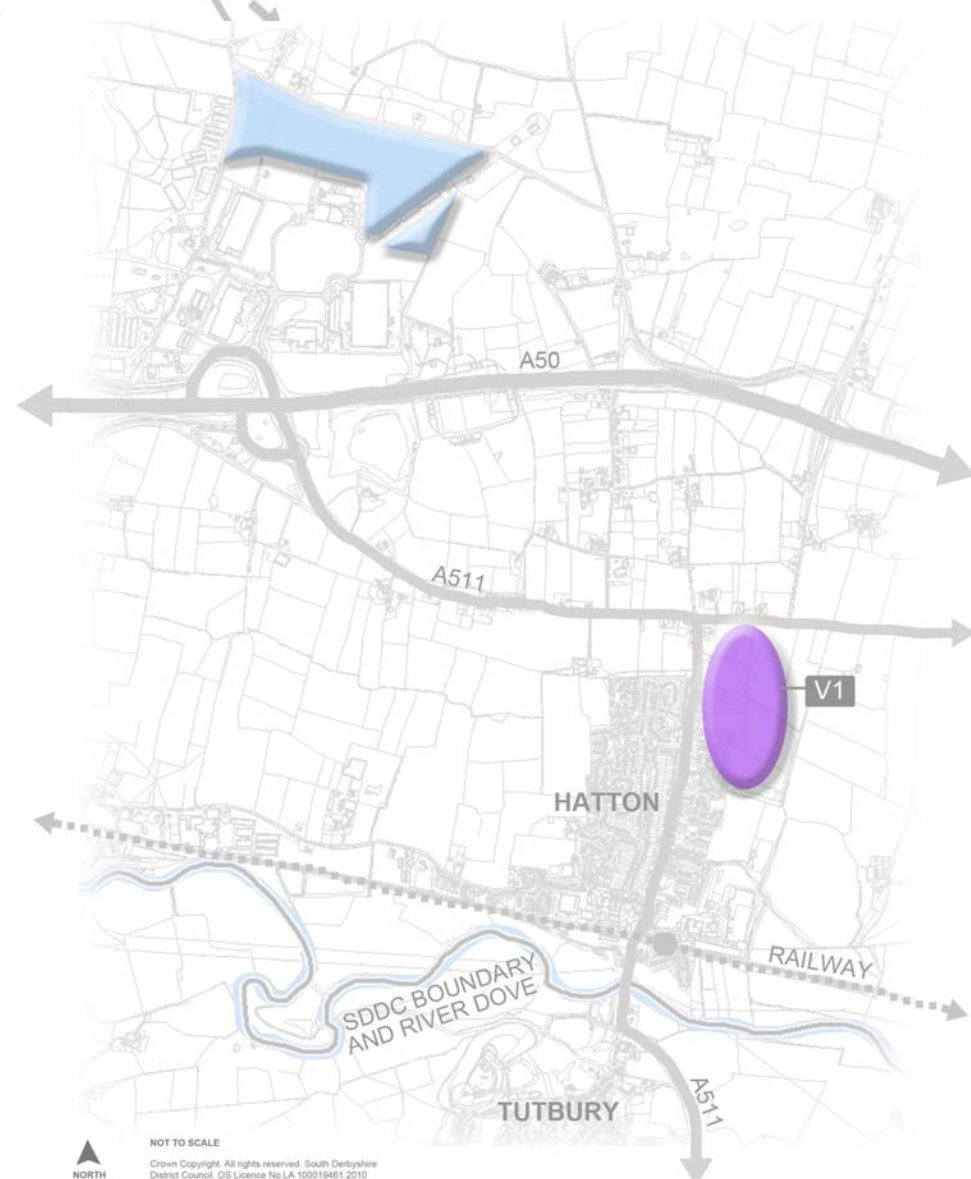 A50
A511
V1
HATTON
RAILWAY
SDDC BOUNDARY
AND RIVER DOVE
A511
TUTBURY
NORTH
NOT TO SCALE
Crown Copyright. All rights reserved. South Derbyshire
District Council. OS Licence No.LA 100019461.2010